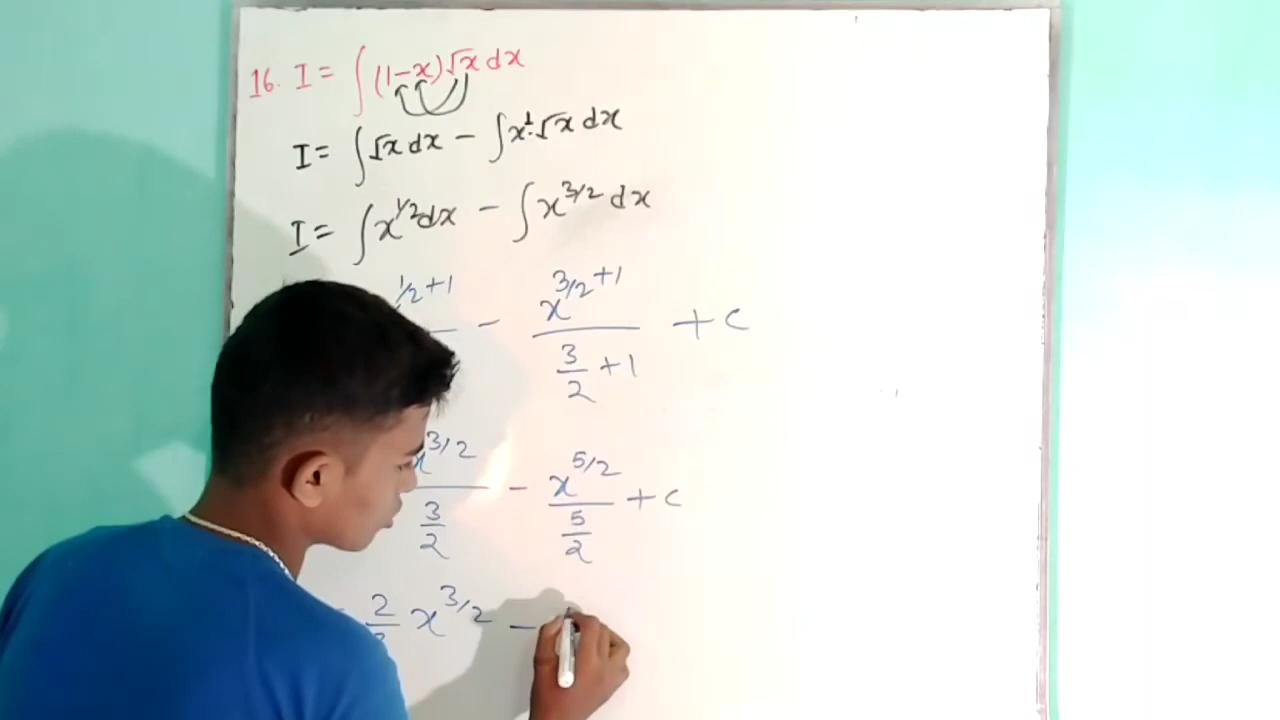 16. I = ∫(1-x)√x dx
I = ∫√x dx - ∫x¹·√x dx
I = ∫x^1/2 dx - ∫x^3/2 dx
1/2+1 - x^3/2+1 / (3/2 + 1) + c
x^3/2 / (3/2) - x^5/2 / (5/2) + c
2 x^3/2 -